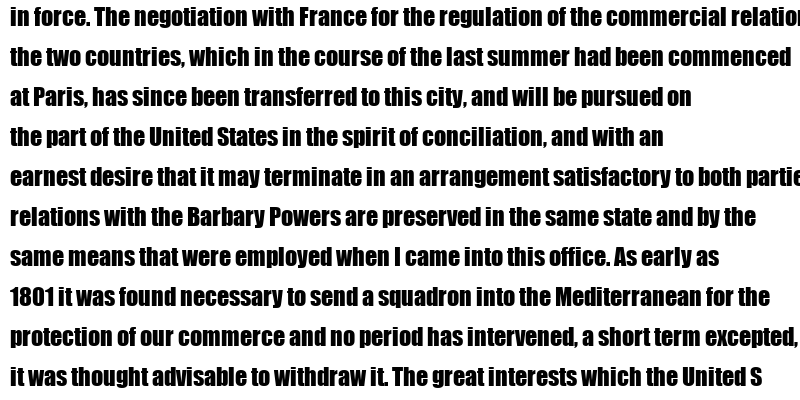 in force. The negotiation with France for the regulation of the commercial relatio
the two countries, which in the course of the last summer had been commenced
at Paris, has since been transferred to this city, and will be pursued on
the part of the United States in the spirit of conciliation, and with an
earnest desire that it may terminate in an arrangement satisfactory to both partie
relations with the Barbary Powers are preserved in the same state and by the
same means that were employed when I came into this office. As early as
1801 it was found necessary to send a squadron into the Mediterranean for the
protection of our commerce and no period has intervened, a short term excepted,
it was thought advisable to withdraw it. The great interests which the United S